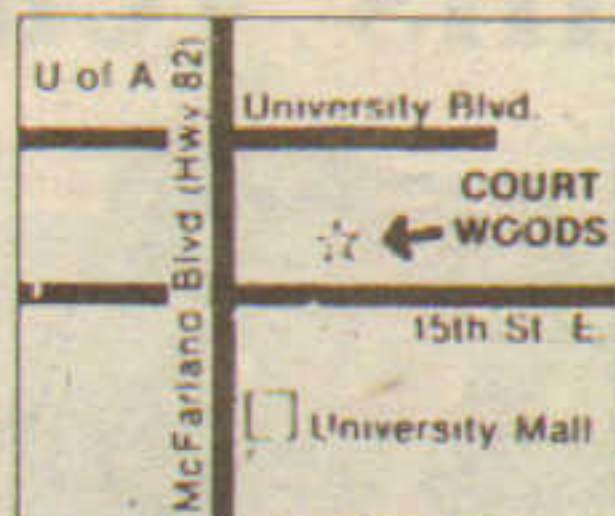 U of A
McFarland Blvd (Hwy 82)
University Blvd.
COURT
WOODS
15th St E.
University Mall